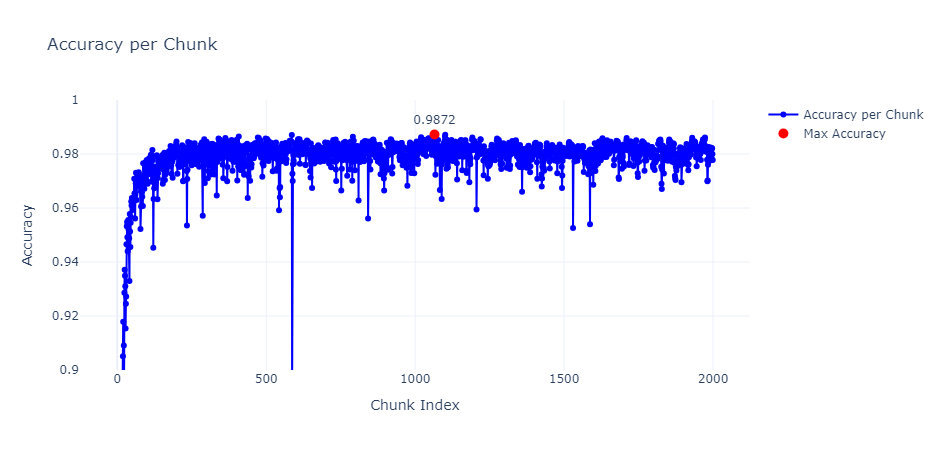 Accuracy per Chunk
0.9872
Accuracy per Chunk
Max Accuracy
1
0.98
0.96
0.94
0.92
0.9
Accuracy
0
500
1000
1500
2000
Chunk Index